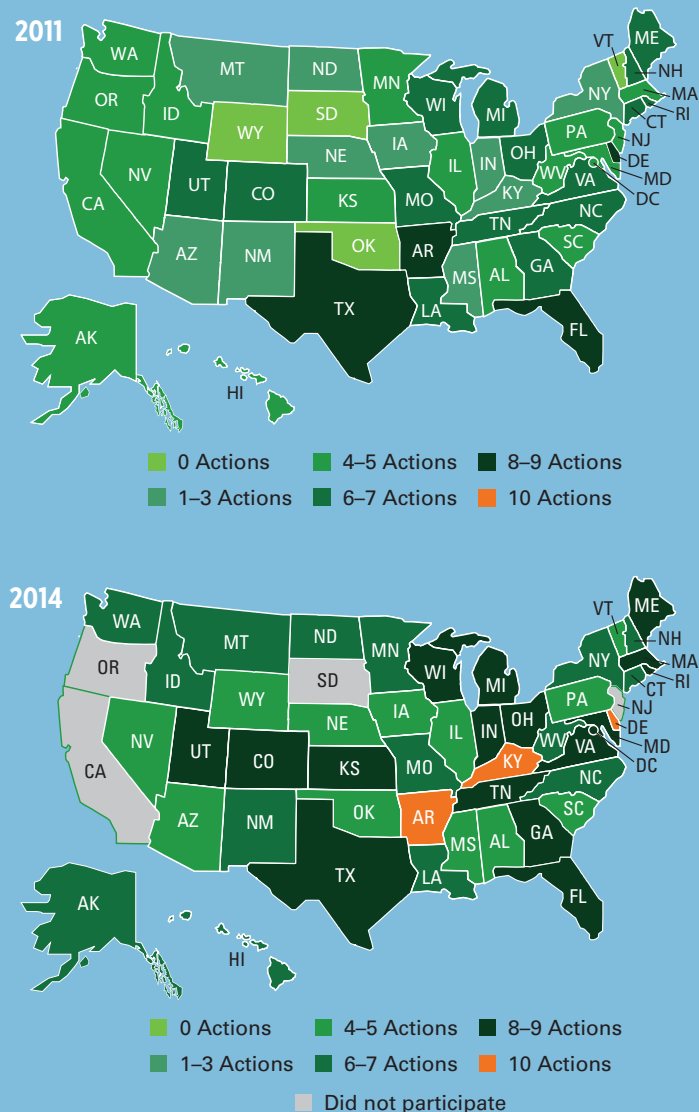 2011
WA
OR
CA
NV
ID
MT
WY
UT
AZ
CO
NM
ND
SD
NE
KS
OK
TX
MN
IA
MO
AR
LA
WI
IL
MI
IN
OH
KY
TN
MS
AL
GA
FL
SC
NC
VA
WV
PA
NY
VT
ME
NH
MA
RI
CT
NJ
DE
MD
DC
AK
HI
0 Actions
4–5 Actions
8–9 Actions
1–3 Actions
6–7 Actions
10 Actions
2014
WA
OR
CA
NV
ID
MT
WY
UT
AZ
CO
NM
ND
SD
NE
KS
OK
TX
MN
IA
MO
AR
LA
WI
IL
MI
IN
OH
KY
TN
MS
AL
GA
FL
SC
NC
VA
WV
PA
NY
VT
ME
NH
MA
RI
CT
NJ
DE
MD
DC
AK
HI
0 Actions
4–5 Actions
8–9 Actions
1–3 Actions
6–7 Actions
10 Actions
Did not participate